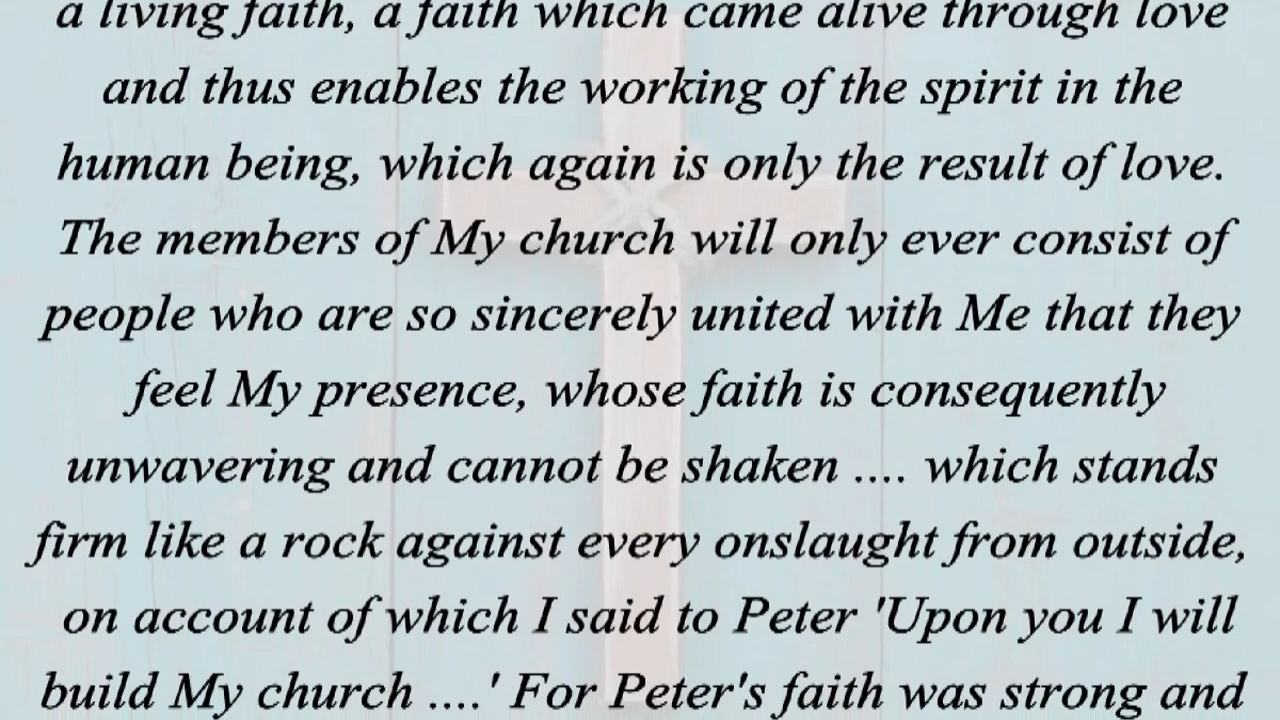 a living faith, a faith which came alive through love
and thus enables the working of the spirit in the
human being, which again is only the result of love.
The members of My church will only ever consist of
people who are so sincerely united with Me that they
feel My presence, whose faith is consequently
unwavering and cannot be shaken .... which stands
firm like a rock against every onslaught from outside,
on account of which I said to Peter 'Upon you I will
build My church ....' For Peter's faith was strong and